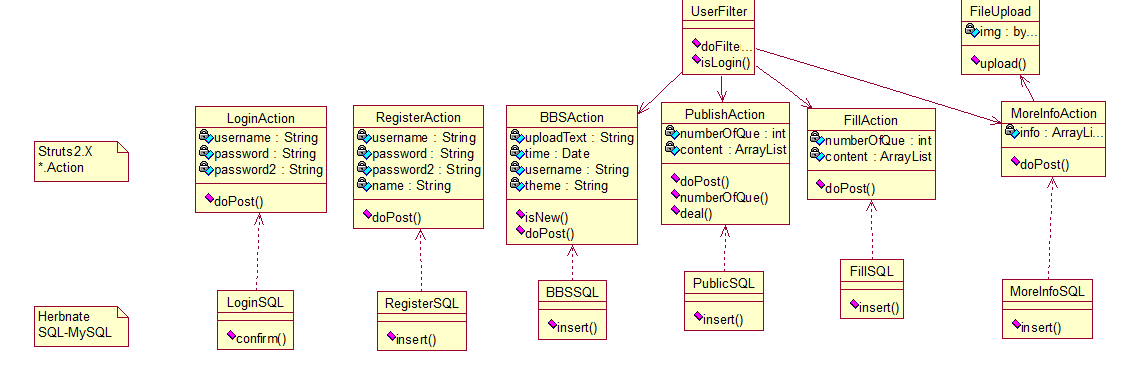 UserFilter
doFilte...
isLogin()
FileUpload
img : by...
upload()
Struts2.X
*.Action
LoginAction
username : String
password : String
password2 : String
doPost()
RegisterAction
username : String
password : String
password2 : String
name : String
doPost()
BBSAction
uploadText : String
time : Date
username : String
theme : String
isNew()
doPost()
PublishAction
numberOfQue : int
content : ArrayList
doPost()
numberOfQue()
deal()
FillAction
numberOfQue : int
content : ArrayList
doPost()
MoreInfoAction
info : ArrayLi...
doPost()
Herbnate
SQL-MySQL
LoginSQL
confirm()
RegisterSQL
insert()
BBSSQL
insert()
PublicSQL
insert()
FillSQL
insert()
MoreInfoSQL
insert()